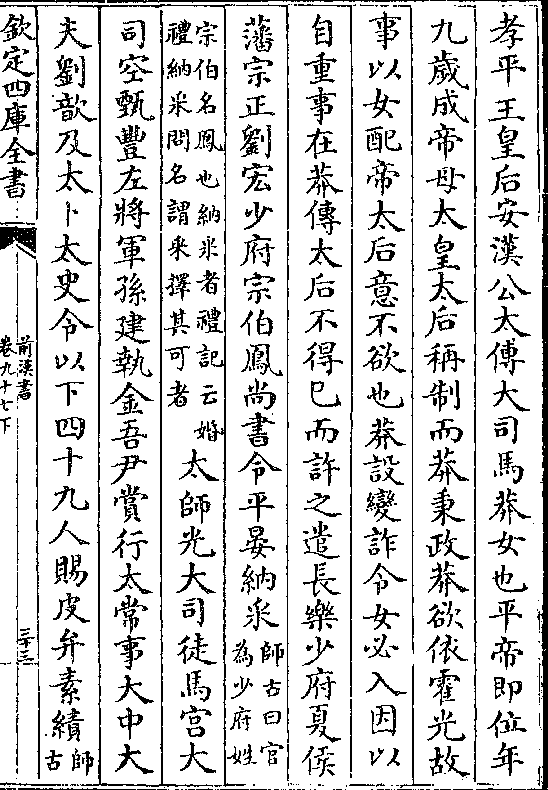 孝平王皇后安漢公太傅大司馬莽女也平帝即位年
九歲成帝母太皇太后稱制而莽秉政莽欲依霍光故
事以女配帝太后意不欲也莽設變詐令女必入因以
自重事在莽傳太后不得已而許之遣長樂少府夏侯
藩宗正劉宏少府宗伯鳳尚書令平晏納采師古曰官
為少府姓
宗伯名鳳也納采者禮記云婚
禮納采問名謂采擇其可者太師光大司徒馬宮大
司空甄豐左將軍孫建執金吾尹賞行太常事大中大
夫劉歆及太卜太史令以下四十九人賜皮弁素績師
古
欽定四庫全書
前漢書
卷九十七下
三十三